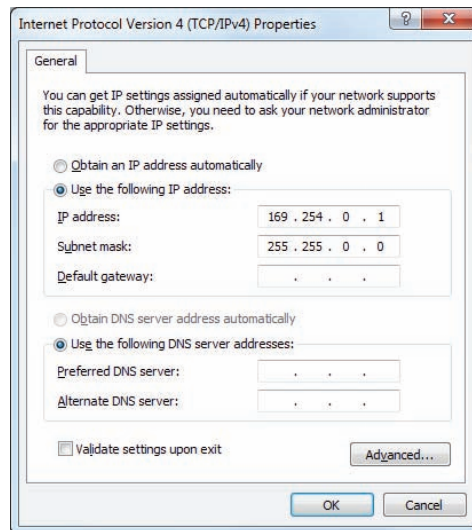 Internet Protocol Version 4 (TCP/IPv4) Properties
General
You can get IP settings assigned automatically if your network supports
this capability. Otherwise, you need to ask your network administrator
for the appropriate IP settings.
Obtain an IP address automatically
Use the following IP address:
IP address: 169 . 254 . 0 . 1
Subnet mask: 255 . 255 . 0 . 0
Default gateway: . . .
Obtain DNS server address automatically
Use the following DNS server addresses:
Preferred DNS server: . . .
Alternate DNS server: . . .
Validate settings upon exit
Advanced...
OK Cancel